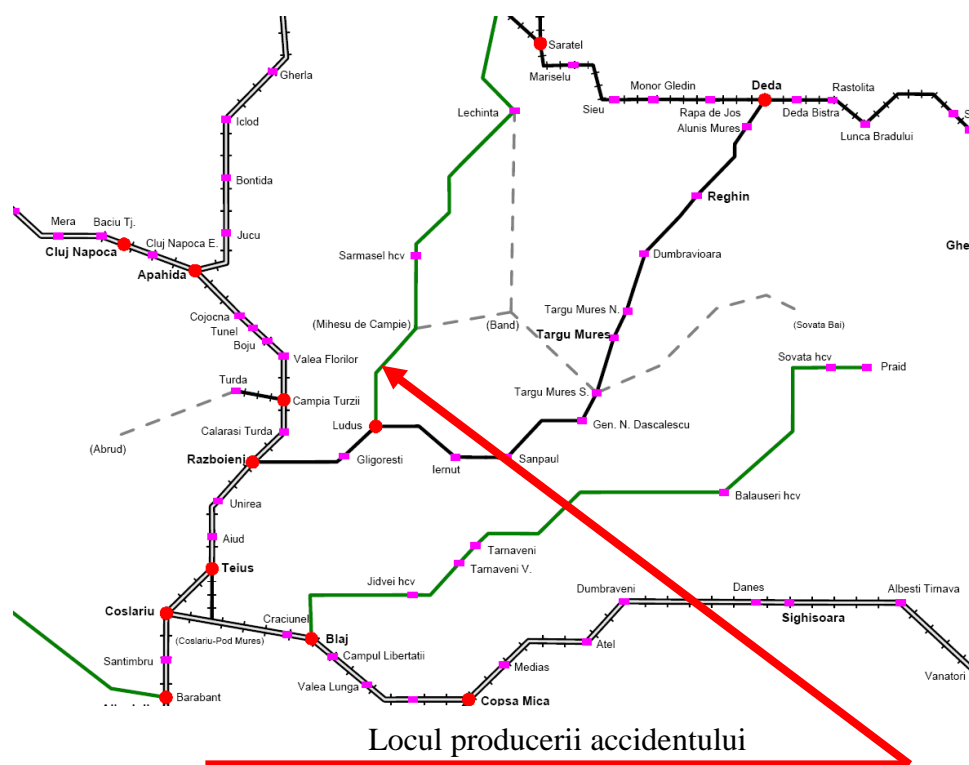 Saratel
Mariselu
Gherla
Monor Gledin
Deda
Rastolita
Lechinta
Sieu
Rapa de Jos
Deda Bistra
Alunis Mures
Lunca Bradului
S
Iclod
Bontida
Reghin
Mera
Baciu Tj.
Jucu
Cluj Napoca E.
Cluj Napoca
Sarmasel hcv
Dumbravioara
Ghe
Apahida
Cojocna
Tunel
Boju
(Mihesu de Campie)
(Band)
Targu Mures N.
Targu Mures
(Sovata Bai)
Valea Florilor
Sovata hcv
Praid
Turda
Campia Turzii
Targu Mures S.
Calarasi Turda
Ludus
Gen. N. Dascalescu
(Abrud)
Razboieni
Gligoresti
Iernut
Sanpaul
Unirea
Balauseri hcv
Aiud
Tarnaveni
Tarnaveni V.
Teius
Jidvei hcv
Dumbraveni
Danes
Albesti Tirnava
Coslariu
Craciunel
Sighisoara
(Coslariu-Pod Mures)
Blaj
Atel
Santimbru
Campul Libertatii
Medias
Vanatori
Valea Lunga
Barabant
Copsa Mica
Locul producerii accidentului